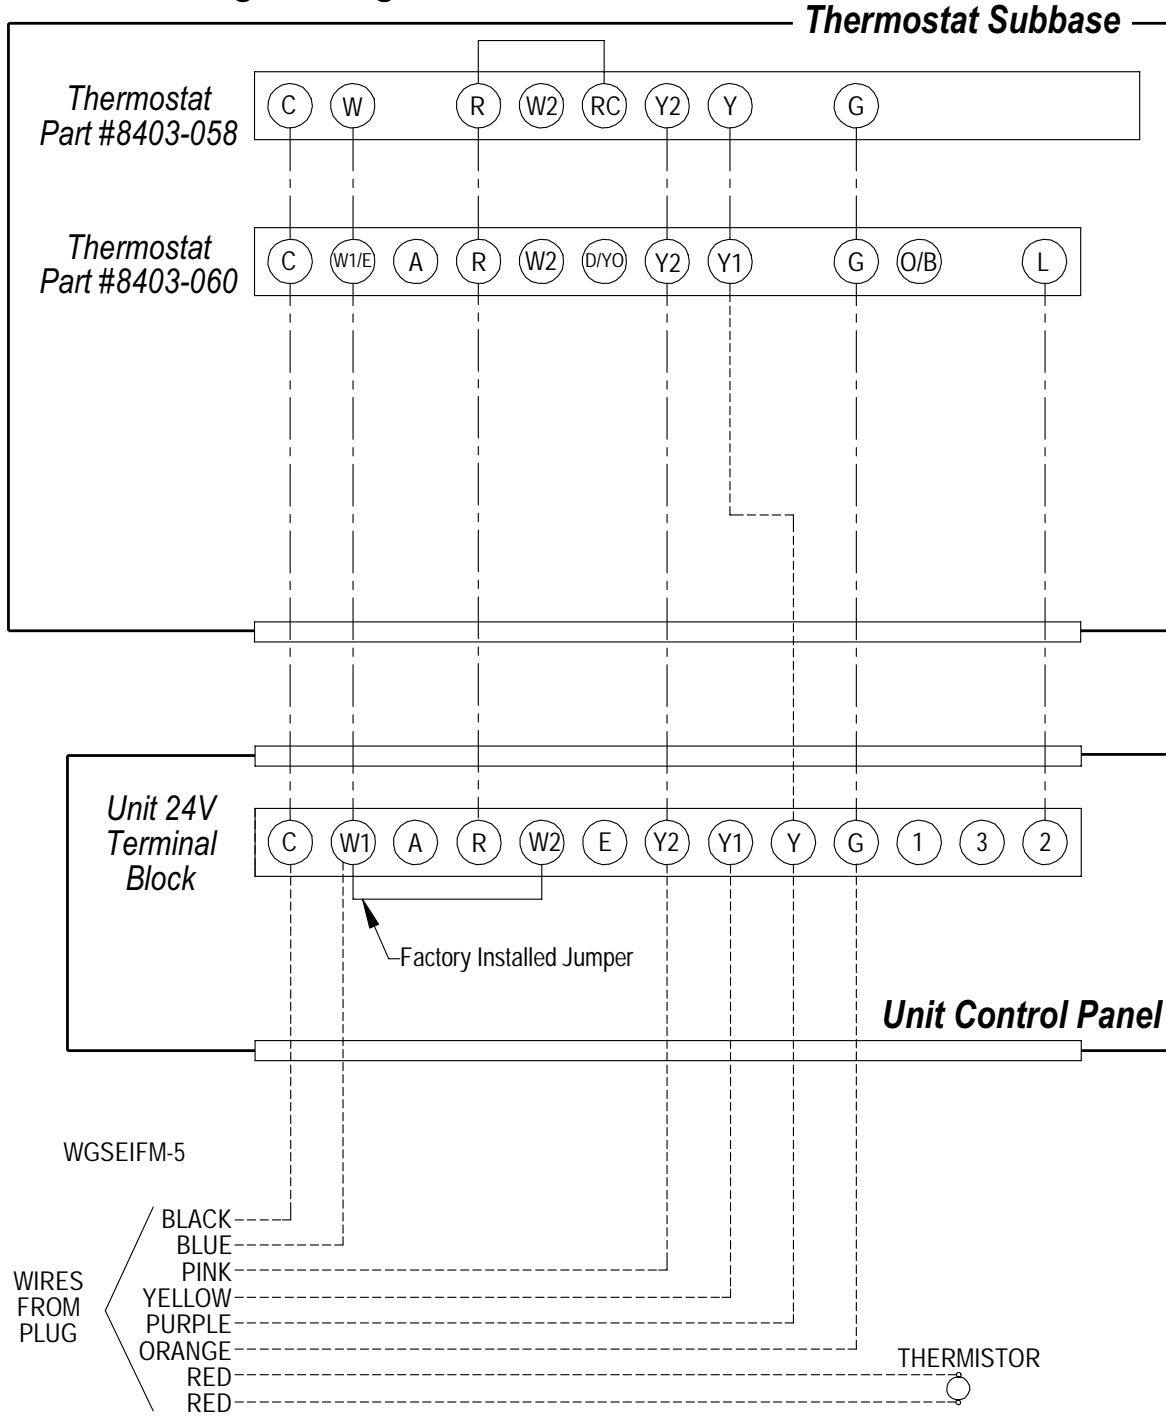 Thermostat Subbase
Thermostat
Part #8403-058
C W R W2 RC Y2 Y G
Thermostat
Part #8403-060
C W1/E A R W2 D/YO Y2 Y1 G O/B L
Unit 24V
Terminal
Block
C W1 A R W2 E Y2 Y1 Y G 1 3 2
Factory Installed Jumper
Unit Control Panel
WGSEIFM-5
WIRES
FROM
PLUG
BLACK
BLUE
PINK
YELLOW
PURPLE
ORANGE
RED
RED
THERMISTOR